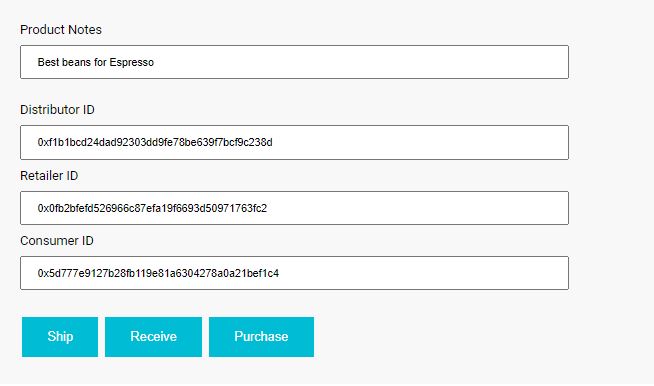 Product Notes
Best beans for Espresso
Distributor ID
0xf1b1bcd24dad92303dd9fe78be639f7bcf9c238d
Retailer ID
0x0fb2bfefd526966c87efa19f6693d50971763fc2
Consumer ID
0x5d777e9127b28fb119e81a6304278a0a21bef1c4
Ship Receive Purchase